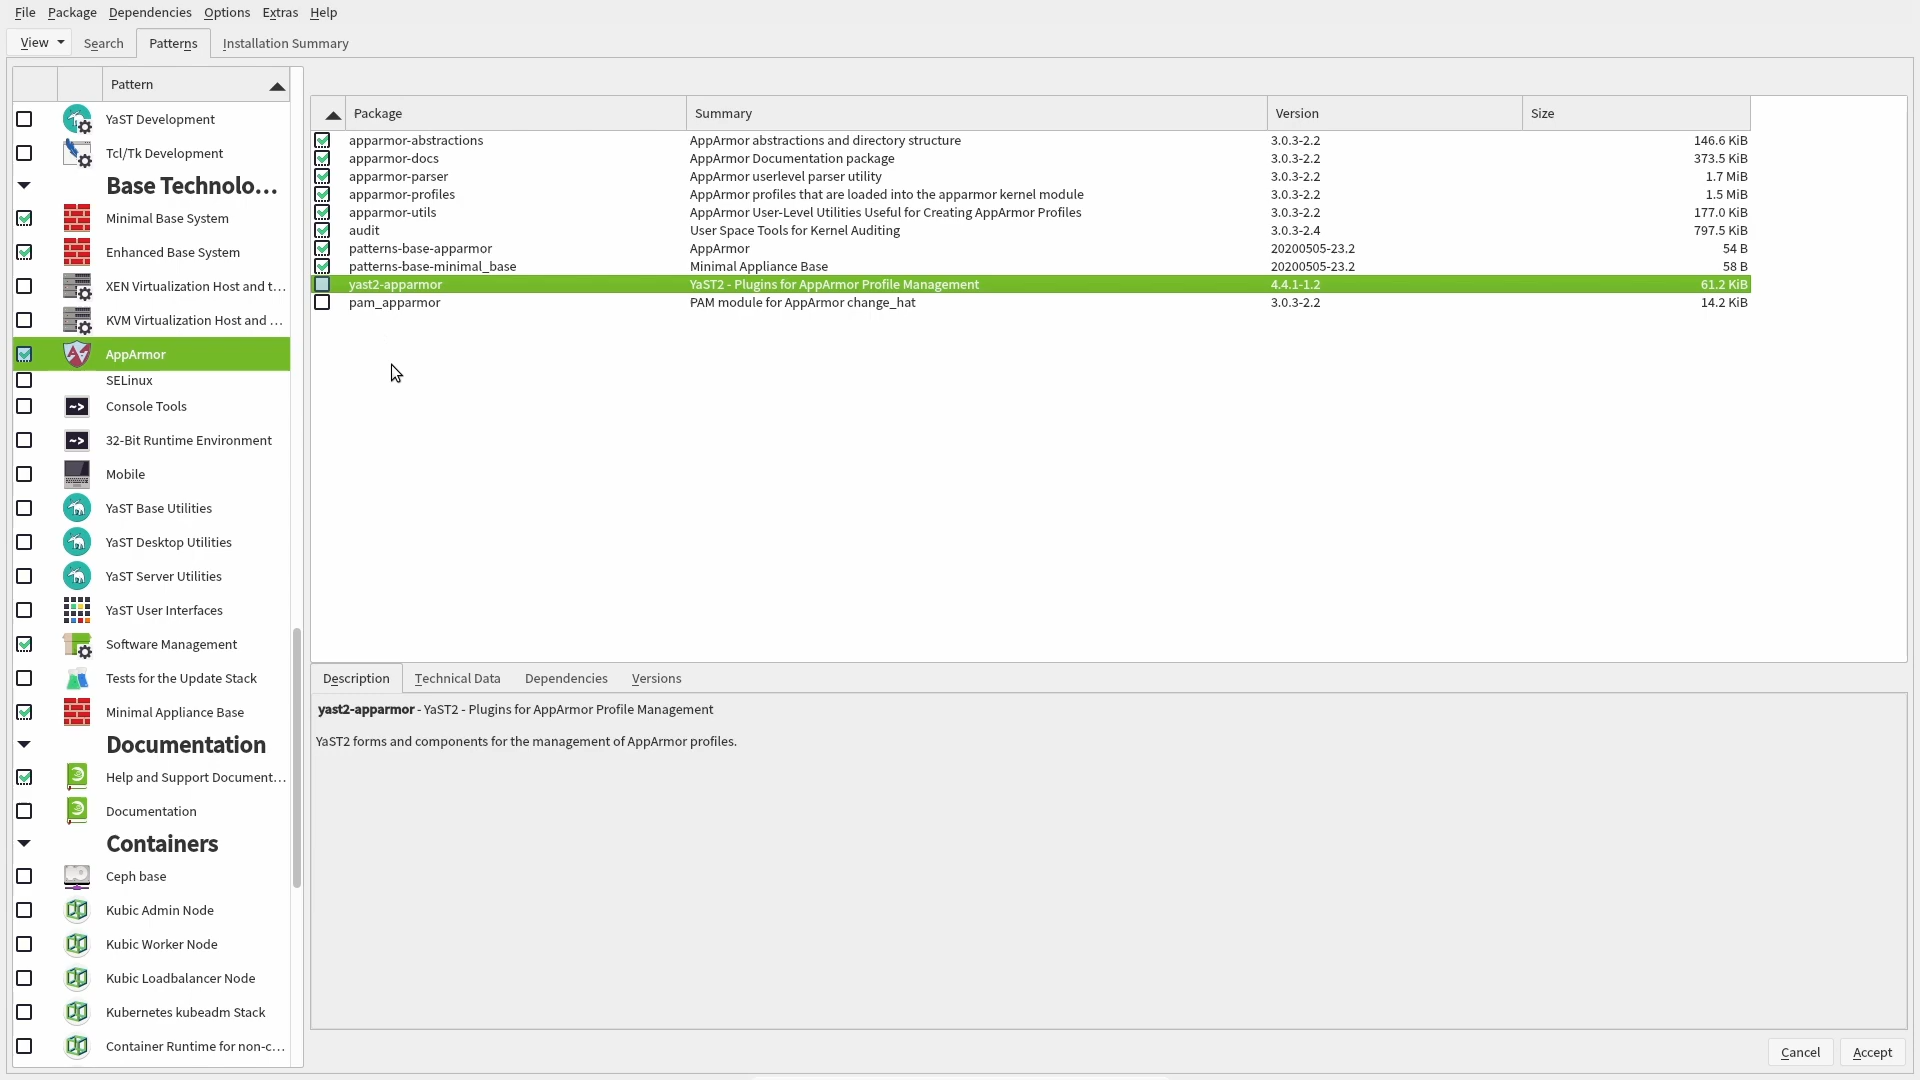 File Package Dependencies Options Extras Help
View Search Patterns Installation Summary
Pattern
YaST Development
Tcl/Tk Development
Base Technolo...
Minimal Base System
Enhanced Base System
XEN Virtualization Host and t...
KVM Virtualization Host and ...
AppArmor
SELinux
Console Tools
32-Bit Runtime Environment
Mobile
YaST Base Utilities
YaST Desktop Utilities
YaST Server Utilities
YaST User Interfaces
Software Management
Tests for the Update Stack
Minimal Appliance Base
Documentation
Help and Support Document...
Documentation
Containers
Ceph base
Kubic Admin Node
Kubic Worker Node
Kubic Loadbalancer Node
Kubernetes kubeadm Stack
Container Runtime for non-c...
Package Summary Version Size
apparmor-abstractions AppArmor abstractions and directory structure 3.0.3-2.2 146.6 KiB
apparmor-docs AppArmor Documentation package 3.0.3-2.2 373.5 KiB
apparmor-parser AppArmor userlevel parser utility 3.0.3-2.2 1.7 MiB
apparmor-profiles AppArmor profiles that are loaded into the apparmor kernel module 3.0.3-2.2 1.5 MiB
apparmor-utils AppArmor User-Level Utilities Useful for Creating AppArmor Profiles 3.0.3-2.2 177.0 KiB
audit User Space Tools for Kernel Auditing 3.0.3-2.4 797.5 KiB
patterns-base-apparmor AppArmor 20200505-23.2 54 B
patterns-base-minimal_base Minimal Appliance Base 20200505-23.2 58 B
yast2-apparmor YaST2 - Plugins for AppArmor Profile Management 4.4.1-1.2 61.2 KiB
pam_apparmor PAM module for AppArmor change_hat 3.0.3-2.2 14.2 KiB
Description Technical Data Dependencies Versions
yast2-apparmor - YaST2 - Plugins for AppArmor Profile Management
YaST2 forms and components for the management of AppArmor profiles.
Cancel Accept